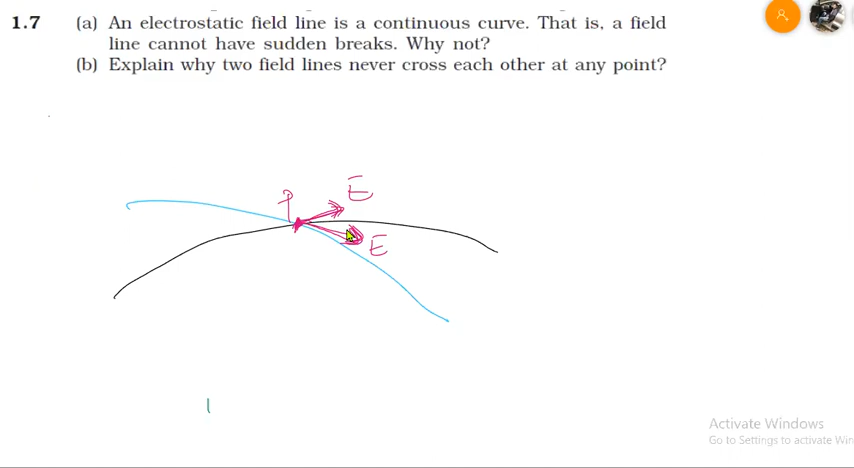 1.7 (a) An electrostatic field line is a continuous curve. That is, a field
line cannot have sudden breaks. Why not?
(b) Explain why two field lines never cross each other at any point?
P
E
E
Activate Windows
Go to Settings to activate Win